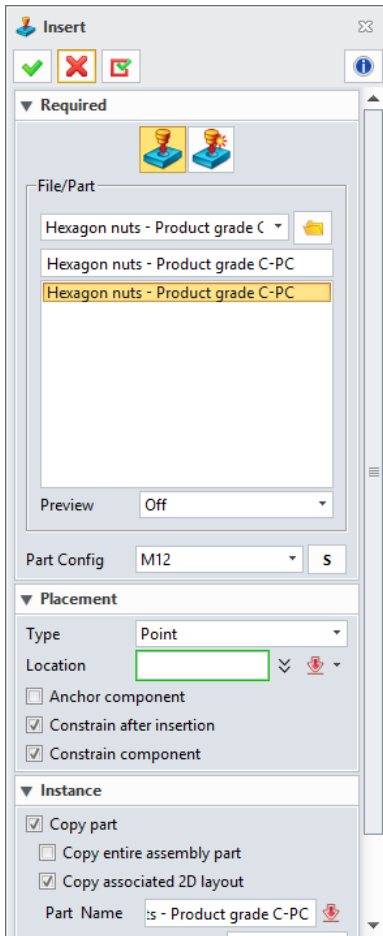 Insert
Required
File/Part
Hexagon nuts - Product grade C
Hexagon nuts - Product grade C-PC
Hexagon nuts - Product grade C-PC
Preview Off
Part Config M12 S
Placement
Type Point
Location
Anchor component
Constrain after insertion
Constrain component
Instance
Copy part
Copy entire assembly part
Copy associated 2D layout
Part Name :s - Product grade C-PC